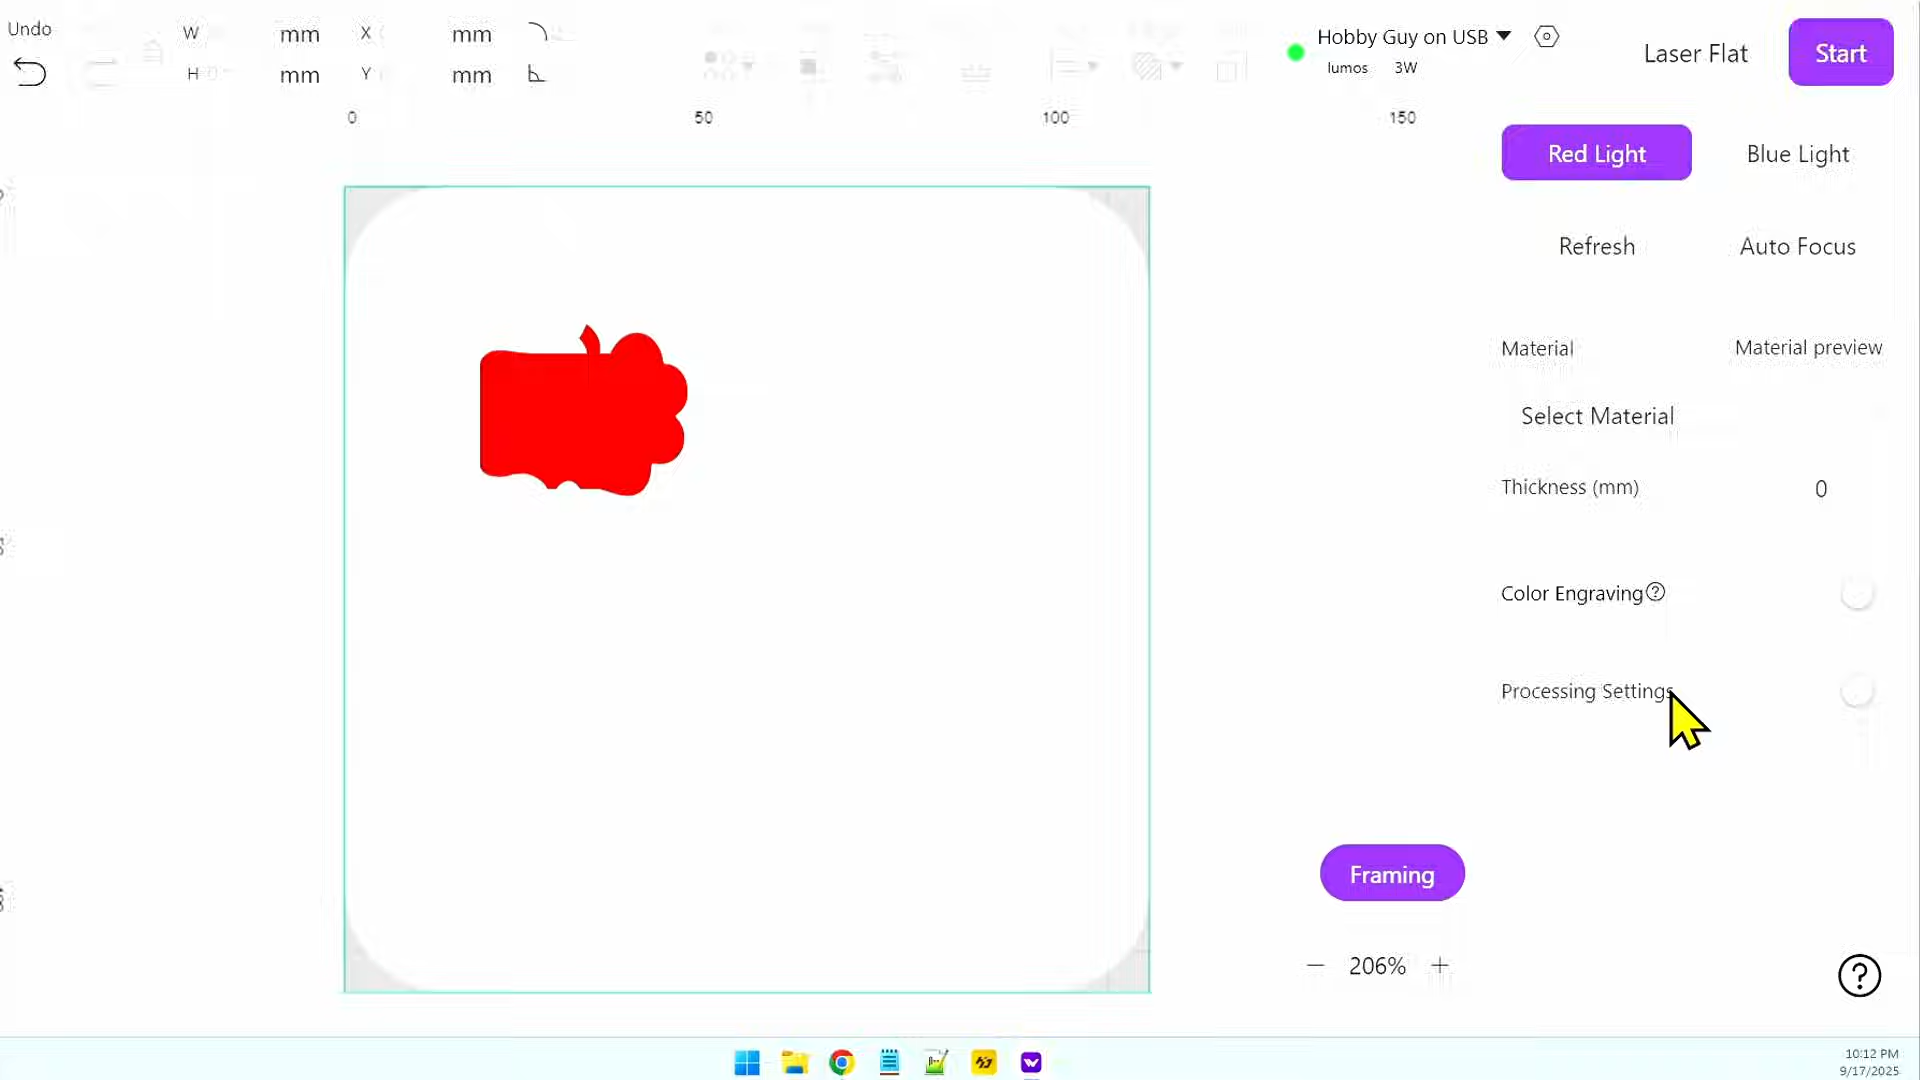 Undo
W mm X mm
H mm Y mm
Hobby Guy on USB
lumos 3W
Laser Flat
Start
0 50 100 150
Red Light Blue Light
Refresh Auto Focus
Material Material preview
Select Material
Thickness (mm) 0
Color Engraving
Processing Settings
Framing
206%
10:12 PM
9/17/2025